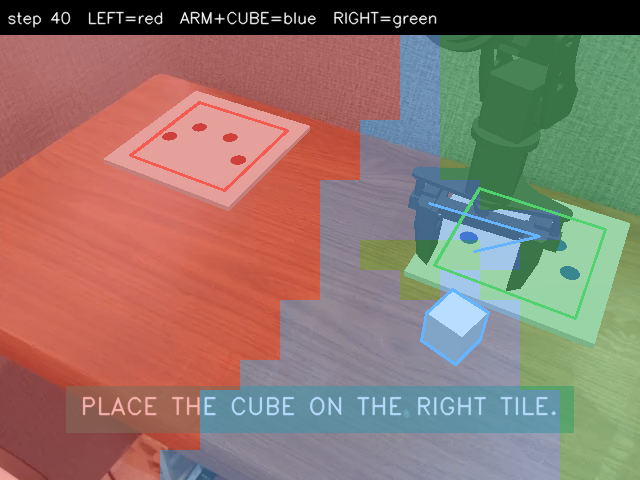 step 40 LEFT=red ARM+CUBE=blue RIGHT=green
PLACE THE CUBE ON THE RIGHT TILE.